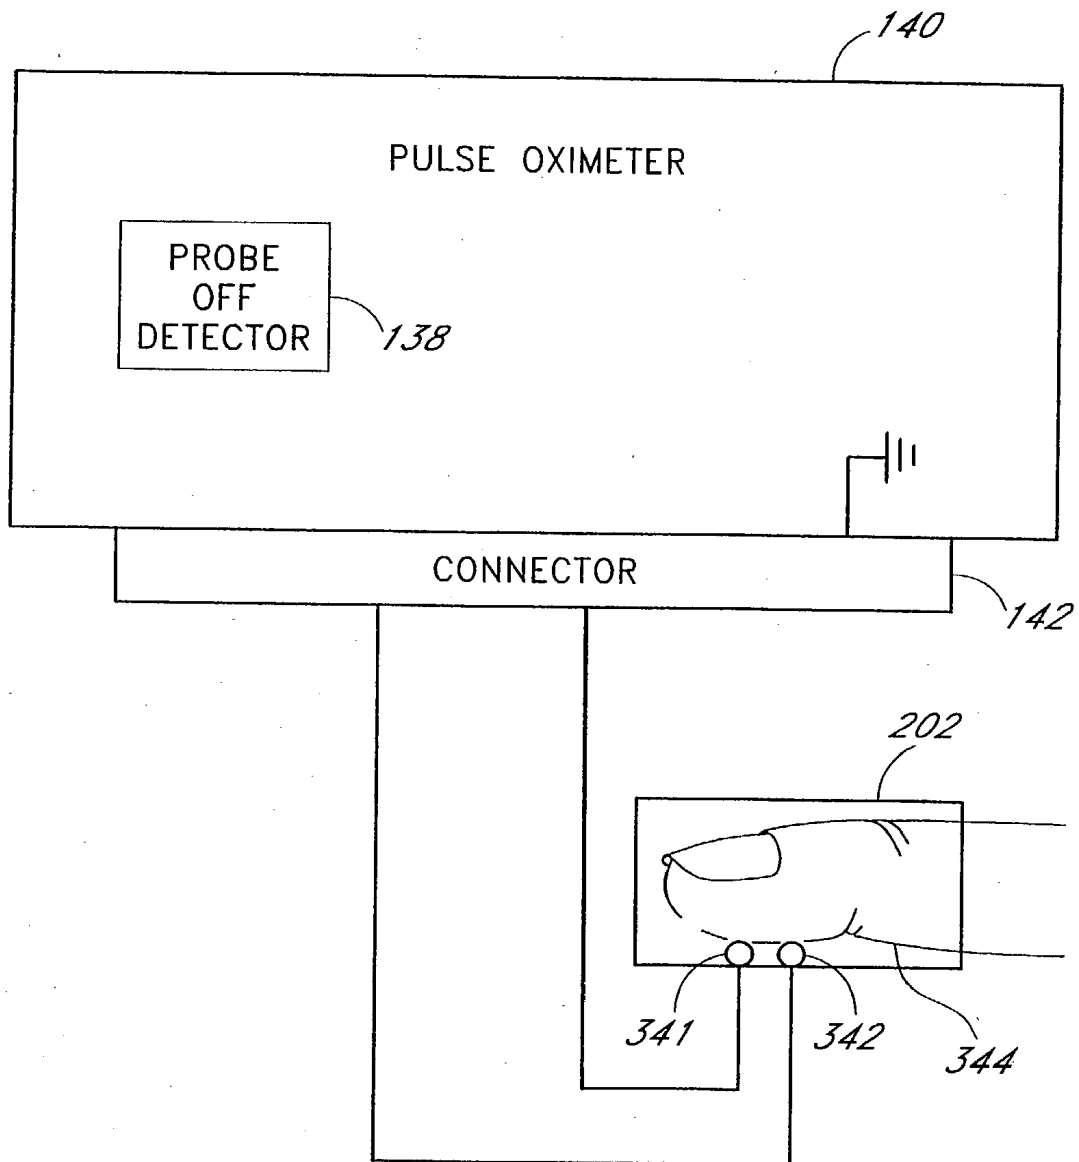 140
PULSE OXIMETER
PROBE
OFF
DETECTOR
138
CONNECTOR
142
202
341
342
344